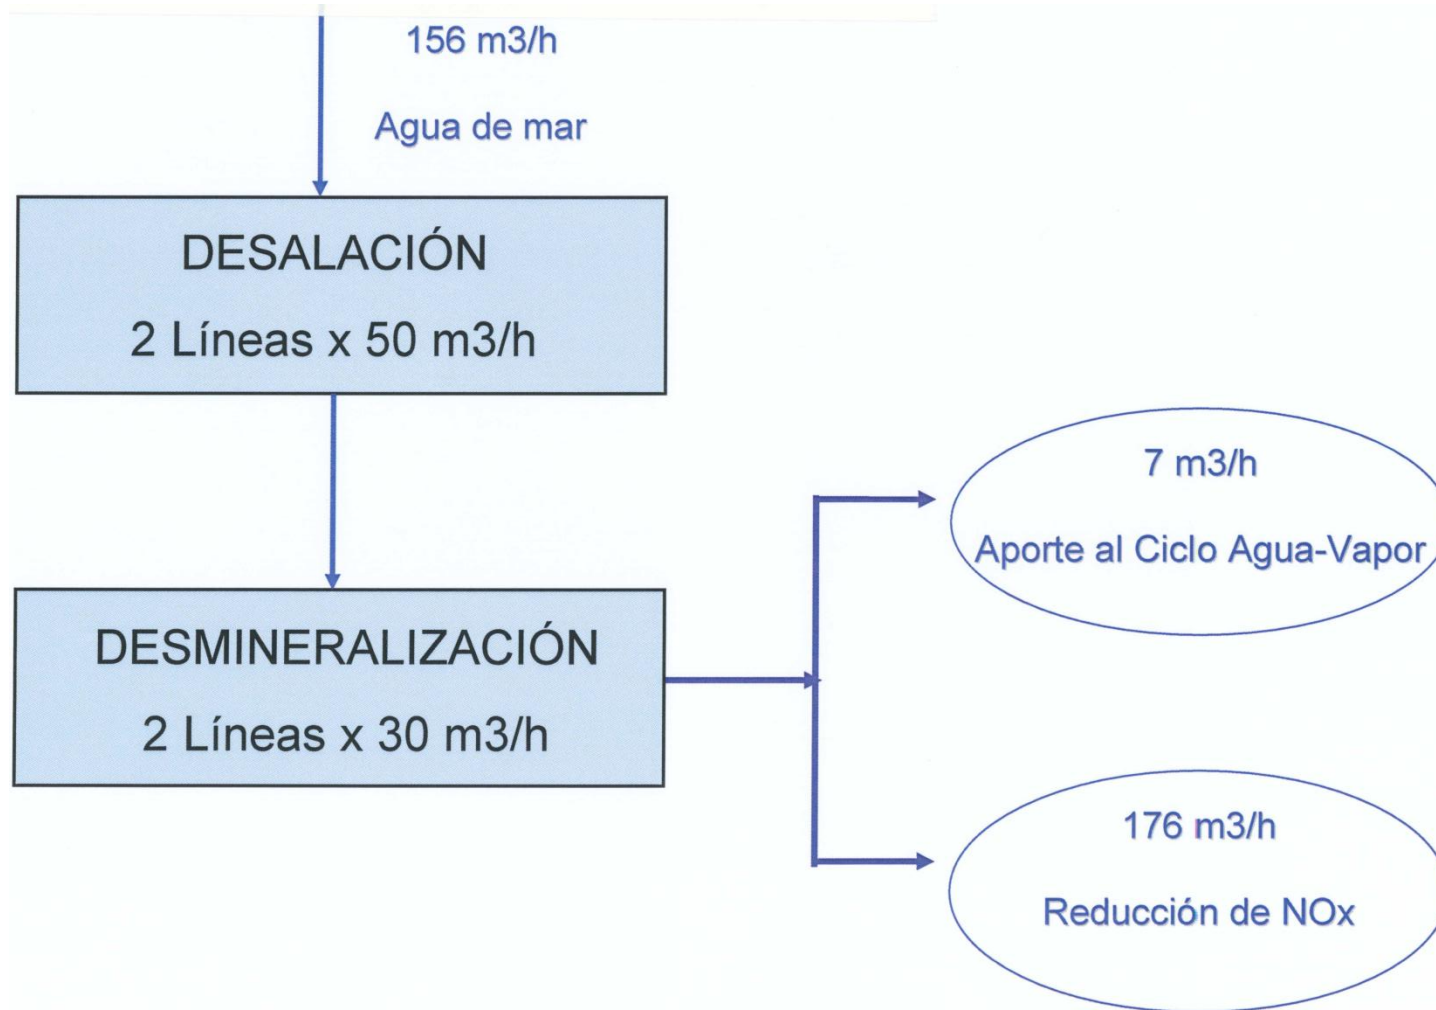 156 m3/h
Agua de mar
DESALACIÓN
2 Líneas x 50 m3/h
DESMINERALIZACIÓN
2 Líneas x 30 m3/h
7 m3/h
Aporte al Ciclo Agua-Vapor
176 m3/h
Reducción de NOx